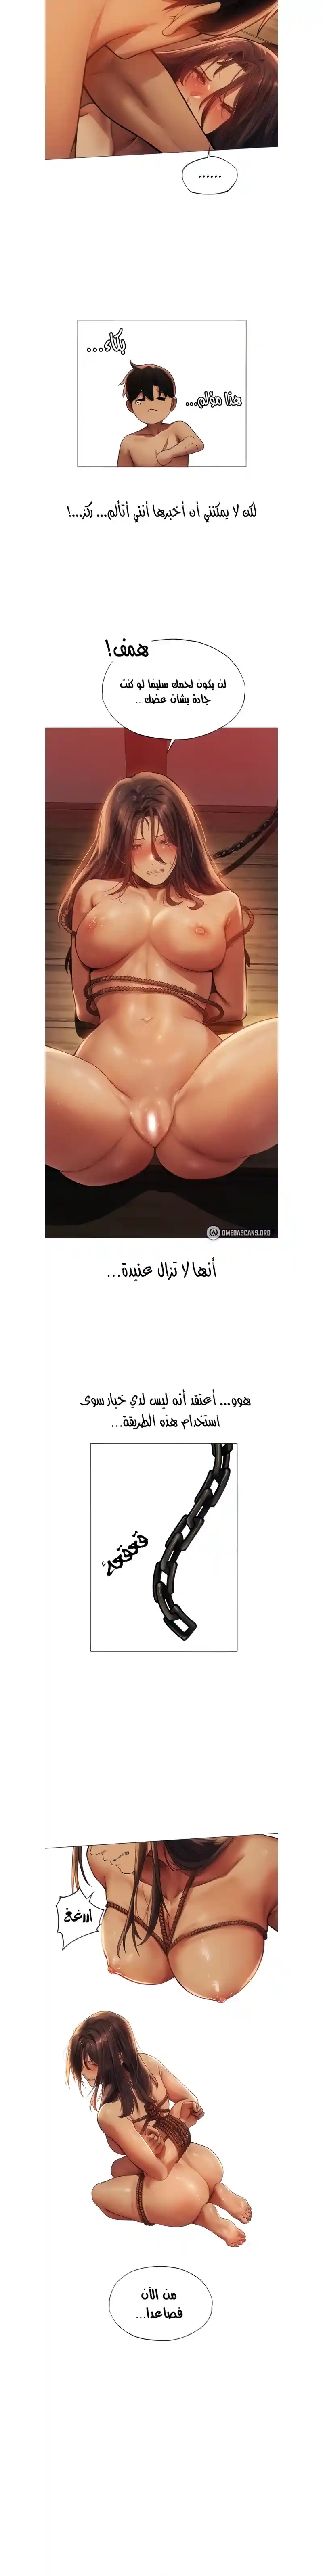 ......
بكاء...
هذا مؤلم...
لكن لا يمكنني أن أخبرها أنني أتألم... ركز...!
همف!
لن يكون لحمك سليما لو كنت
جادة بشأن عضك...
OMEGASCANS.ORG
أنها لا تزال عنيدة...
هوو... أعتقد أنه ليس لدي خيار سوى
استخدام هذه الطريقة...
قعقعة
اررغغ
من الآن
فصاعدا...